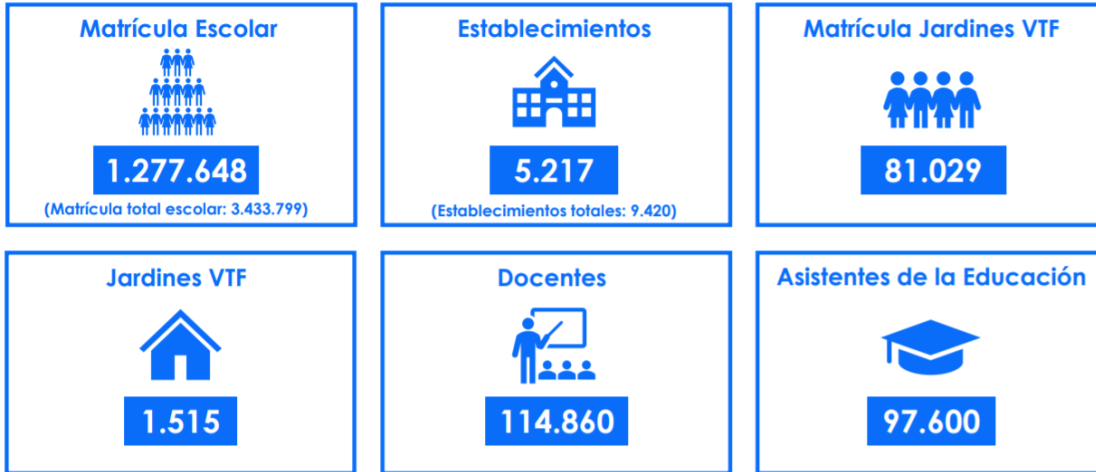 Matrícula Escolar
1.277.648
(Matrícula total escolar: 3.433.799)
Establecimientos
5.217
(Establecimientos totales: 9.420)
Matrícula Jardines VTF
81.029
Jardines VTF
1.515
Docentes
114.860
Asistentes de la Educación
97.600